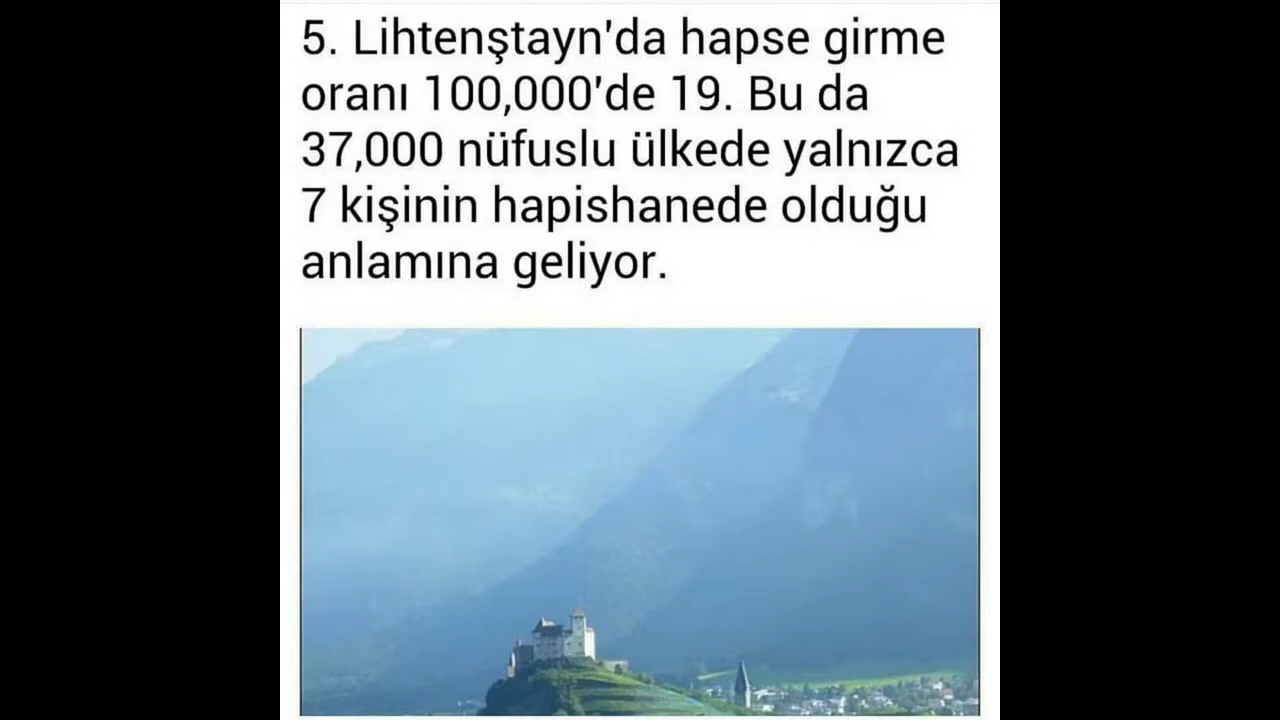 5. Lihtenştayn'da hapse girme
oranı 100,000'de 19. Bu da
37,000 nüfuslu ülkede yalnızca
7 kişinin hapishanede olduğu
anlamına geliyor.